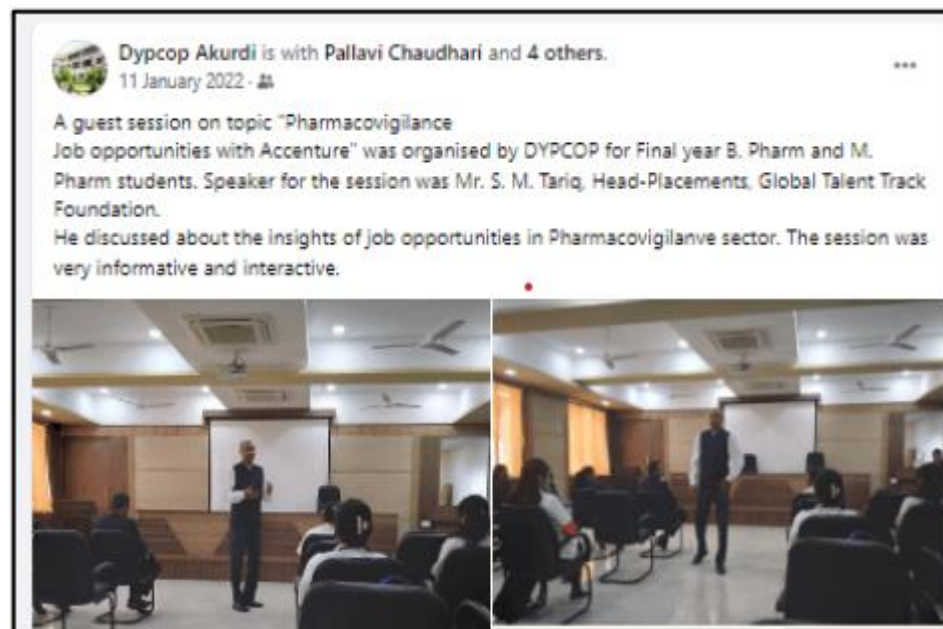 Dypcop Akurdi is with Pallavi Chaudhari and 4 others.
11 January 2022 ·
A guest session on topic "Pharmacovigilance
Job opportunities with Accenture" was organised by DYPCOP for Final year B. Pharm and M.
Pharm students. Speaker for the session was Mr. S. M. Tariq, Head-Placements, Global Talent Track
Foundation.
He discussed about the insights of job opportunities in Pharmacovigilanve sector. The session was
very informative and interactive.